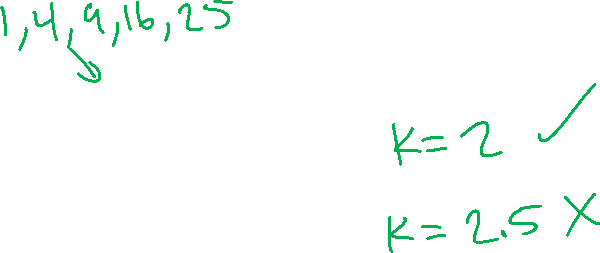 1, 4, 9, 16, 25
K = 2 ✓
K = 2.5 X